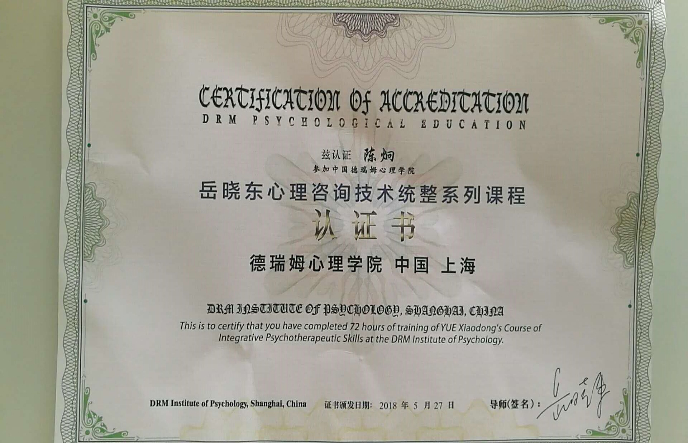 CERTIFICATION OF ACCREDITATION
DRM PSYCHOLOGICAL EDUCATION
兹认证 陈炯
参加中国德瑞姆心理学院
岳晓东心理咨询技术统整系列课程
认证书
德瑞姆心理学院 中国 上海
DRM INSTITUTE OF PSYCHOLOGY, SHANGHAI, CHINA
This is to certify that you have completed 72 hours of training of YUE Xiaodong's Course of
Integrative Psychotherapeutic Skills at the DRM Institute of Psychology.
DRM Institute of Psychology, Shanghai, China 证书颁发日期: 2018 年 5 月 27 日 导师(签名): 岳晓东